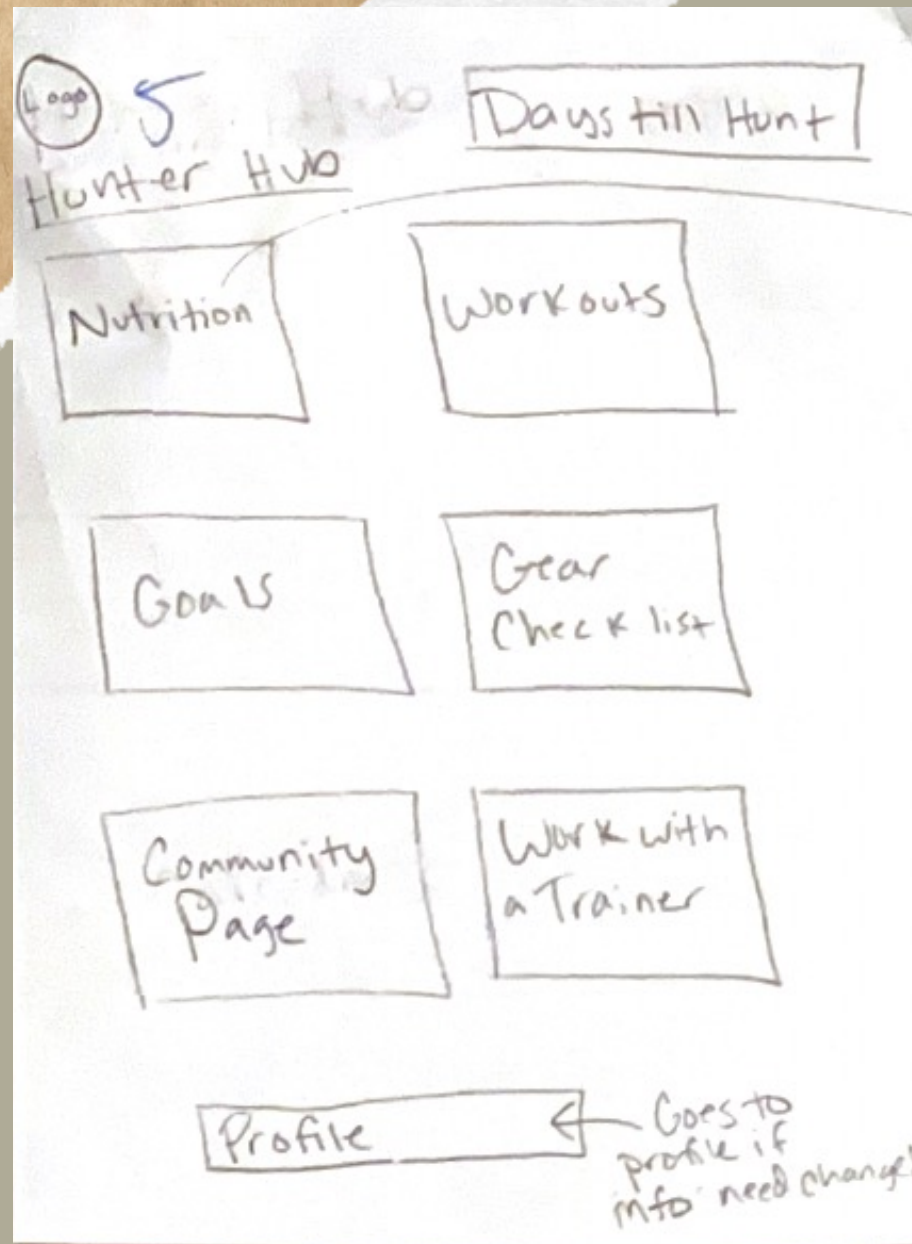 Logo
5
Hub
Days till Hunt
Hunter Hub
Nutrition
Workouts
Goals
Gear
Check list
Community
Page
Work with
a Trainer
Profile
Goes to
profile if
info need change